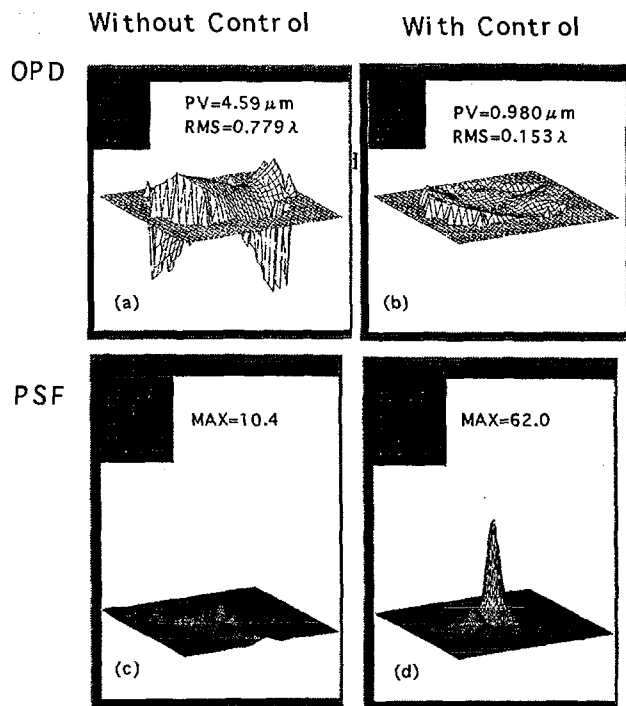 Without Control
With Control
OPD
PV=4.59 μm
RMS=0.779 λ
(a)
PV=0.980 μm
RMS=0.153 λ
(b)
PSF
MAX=10.4
(c)
MAX=62.0
(d)